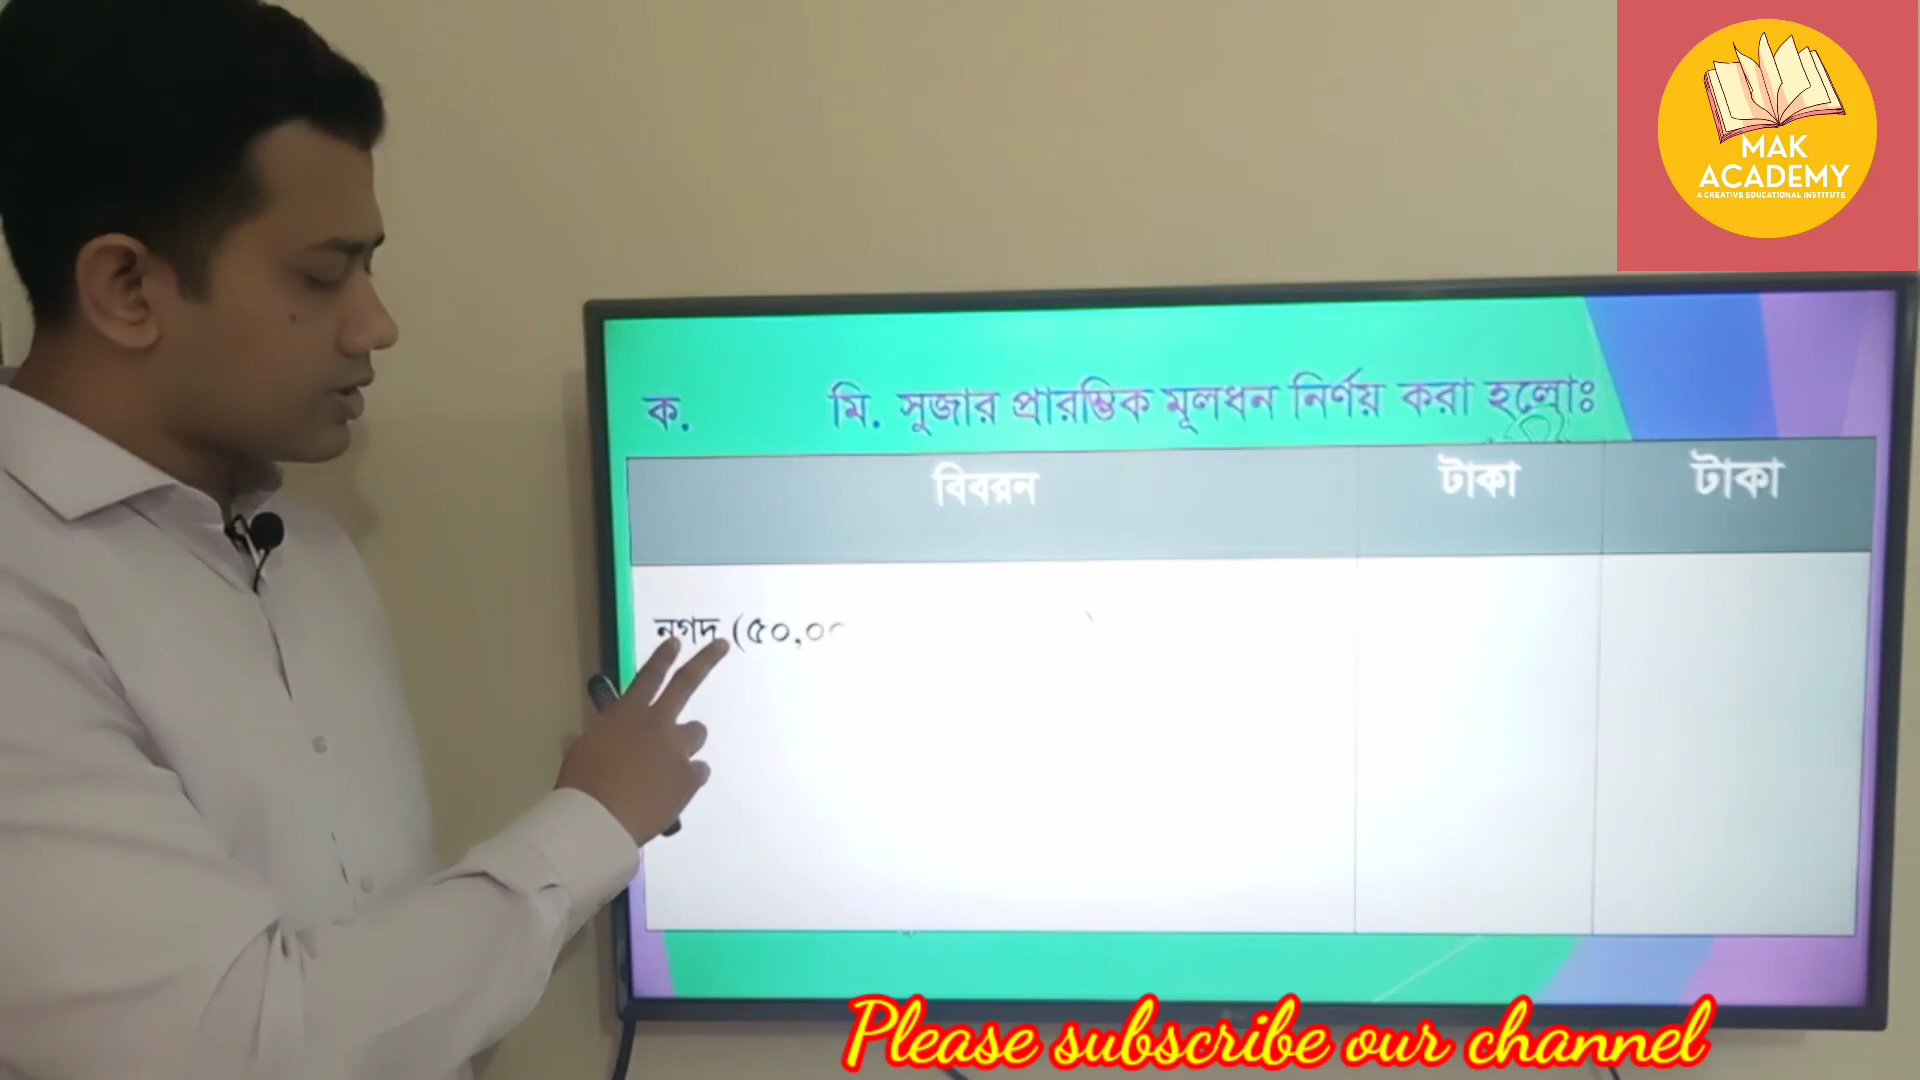 MAK
ACADEMY
A CREATIVE EDUCATIONAL INSTITUTE
ক. মি. সুজার প্রারম্ভিক মূলধন নির্ণয় করা হলোঃ
বিবরন টাকা টাকা
নগদ (৫০,০
Please subscribe our channel